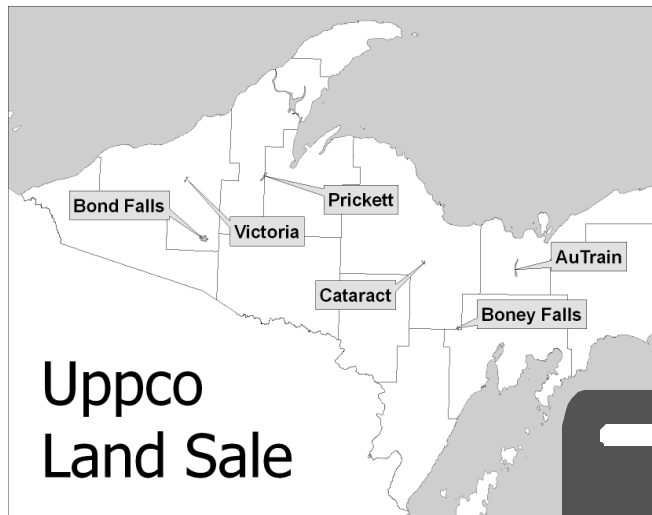 Prickett
Bond Falls
Victoria
AuTrain
Cataract
Boney Falls
Uppco
Land Sale